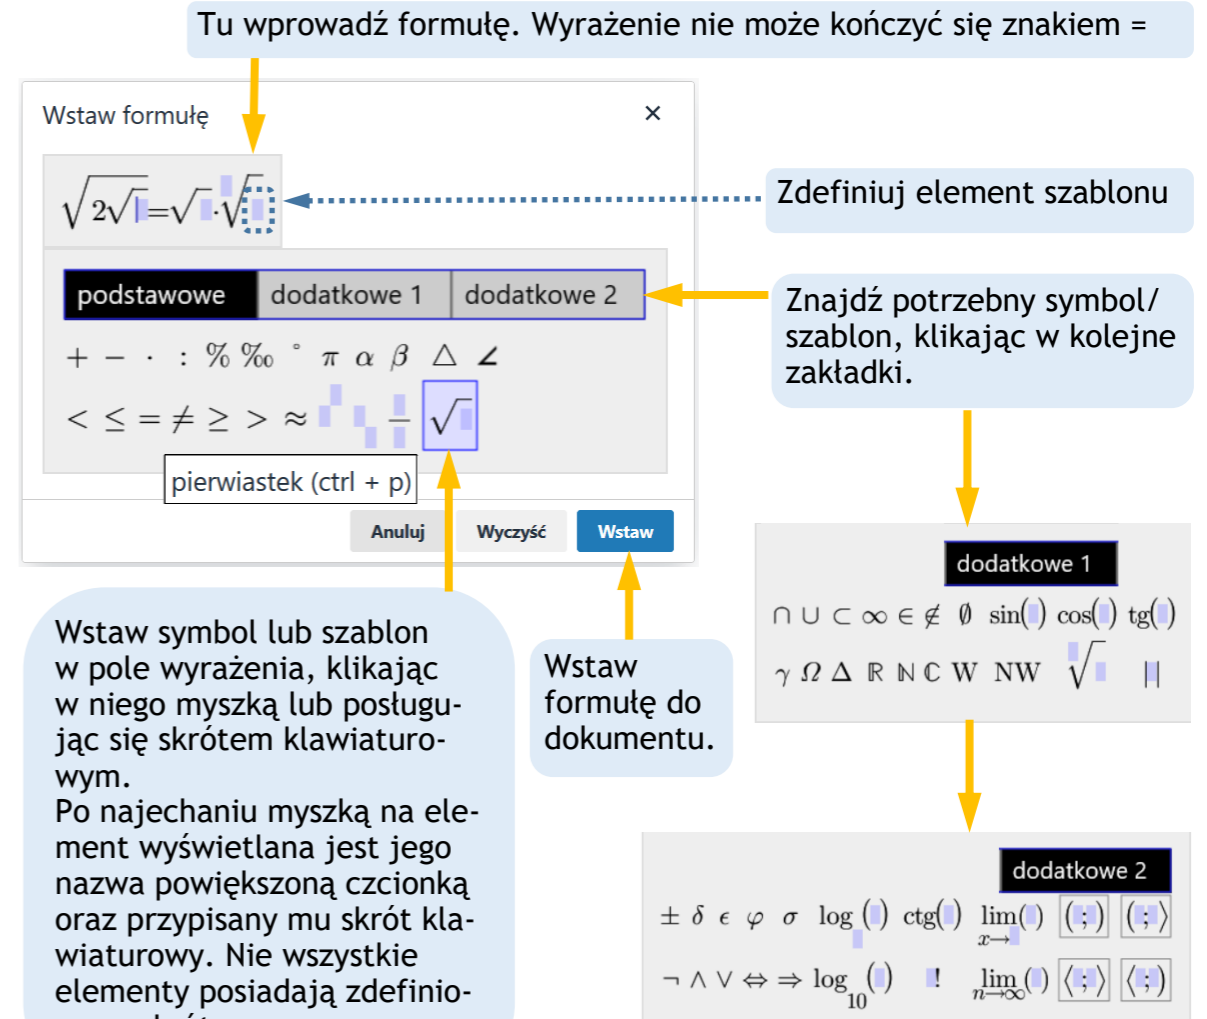 Tu wprowadź formułę. Wyrażenie nie może kończyć się znakiem =
Wstaw formułę ×
√2√ =√ ·√
Zdefiniuj element szablonu
podstawowe dodatkowe 1 dodatkowe 2
+ − · : % ‰ ° π α β △ ∠
< ≤ = ≠ ≥ > ≈ √
pierwiastek (ctrl + p)
Anuluj Wyczyść Wstaw
Znajdź potrzebny symbol/
szablon, klikając w kolejne
zakładki.
dodatkowe 1
∩ ∪ ⊂ ∞ ∈ ∉ ∅ sin( ) cos( ) tg( )
γ Ω Δ ℝ ℕ ℂ W NW √ | |
Wstaw symbol lub szablon
w pole wyrażenia, klikając
w niego myszką lub posługu-
jąc się skrótem klawiaturo-
wym.
Po najechaniu myszką na ele-
ment wyświetlana jest jego
nazwa powiększoną czcionką
oraz przypisany mu skrót kla-
wiaturowy. Nie wszystkie
elementy posiadają zdefinio-
Wstaw
formułę do
dokumentu.
dodatkowe 2
± δ ϵ φ σ log ( ) ctg( ) lim x→ ( ) ( ; ) ( ; ⟩
¬ ∧ ∨ ⇔ ⇒ log 10 ( ) ! lim n→∞ ( ) ⟨ ; ⟩ ⟨ ; )